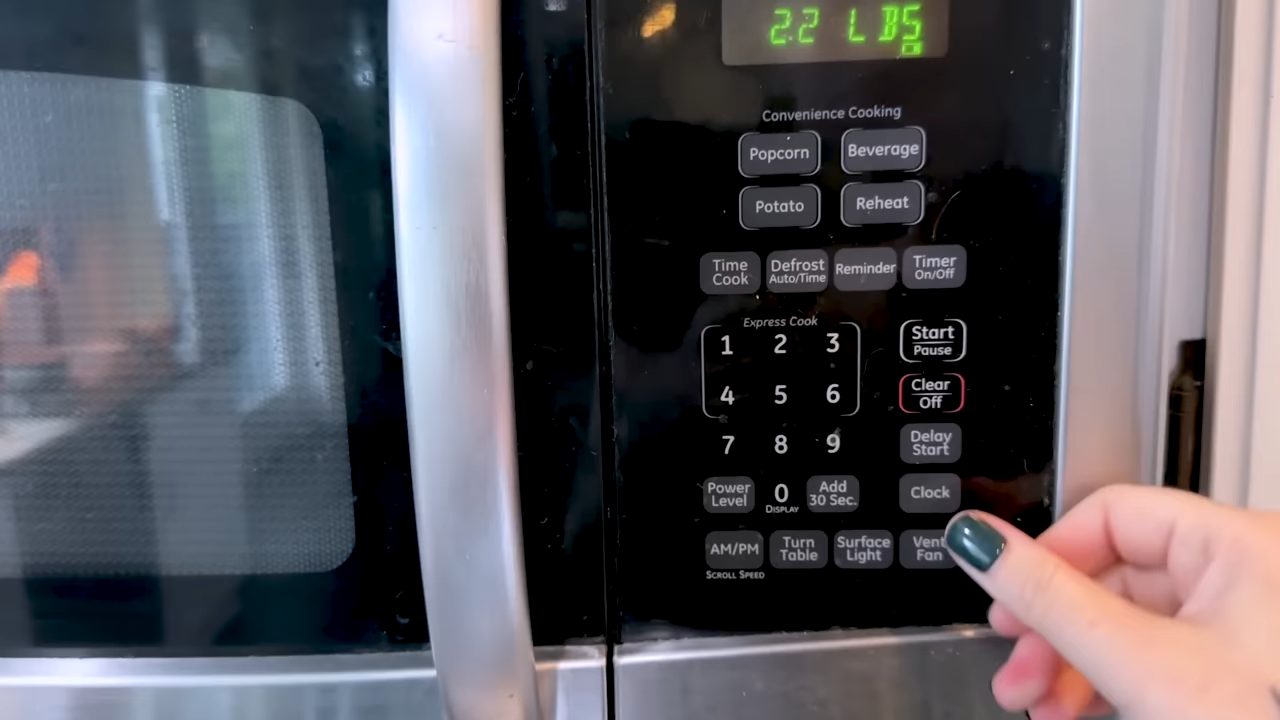 2.2 LBS
Convenience Cooking
Popcorn
Beverage
Potato
Reheat
Time
Cook
Defrost
Auto/Time
Reminder
Timer
On/Off
Express Cook
1 2 3
Start
Pause
4 5 6
Clear
Off
7 8 9
Delay
Start
Power
Level
0
DISPLAY
Add
30 Sec.
Clock
AM/PM
SCROLL SPEED
Turn
Table
Surface
Light
Vent
Fan